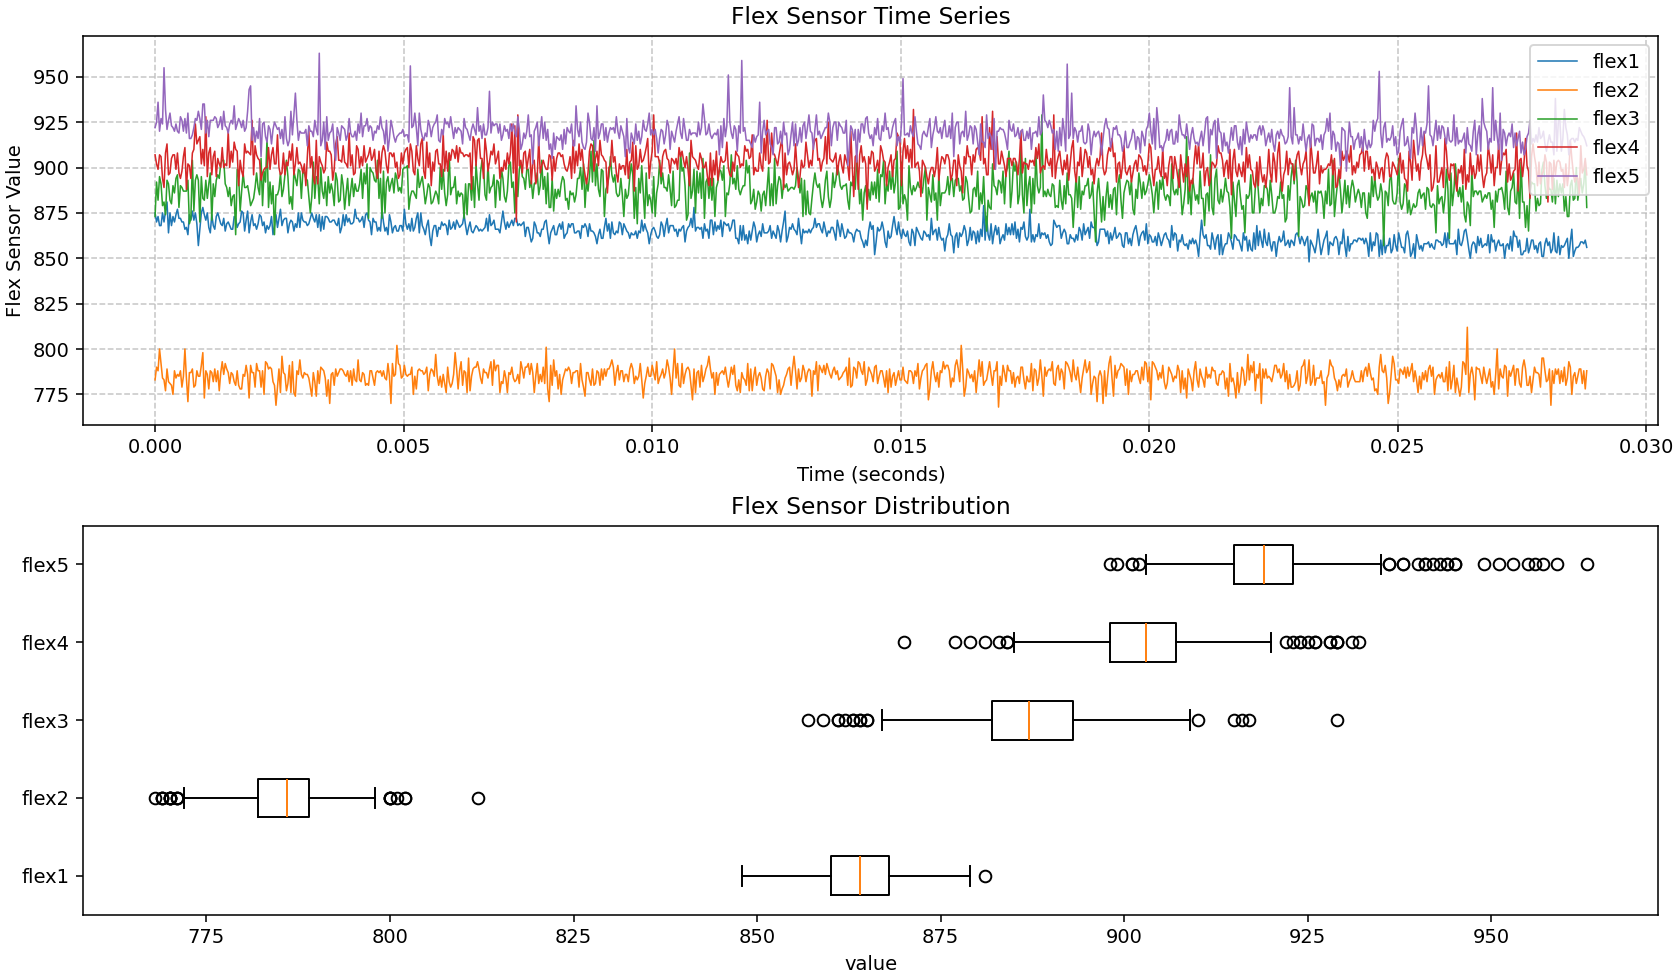 Flex Sensor Time Series
Flex Sensor Value
950
925
900
875
850
825
800
775
flex1
flex2
flex3
flex4
flex5
0.000 0.005 0.010 0.015 0.020 0.025 0.030
Time (seconds)
Flex Sensor Distribution
flex5
flex4
flex3
flex2
flex1
775 800 825 850 875 900 925 950
value